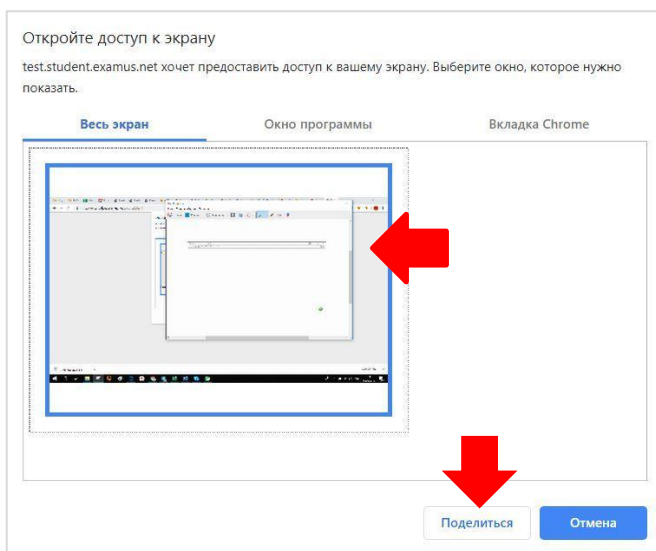 Откройте доступ к экрану
test.student.examus.net хочет предоставить доступ к вашему экрану. Выберите окно, которое нужно
показать.
Весь экран Окно программы Вкладка Chrome
Поделиться Отмена